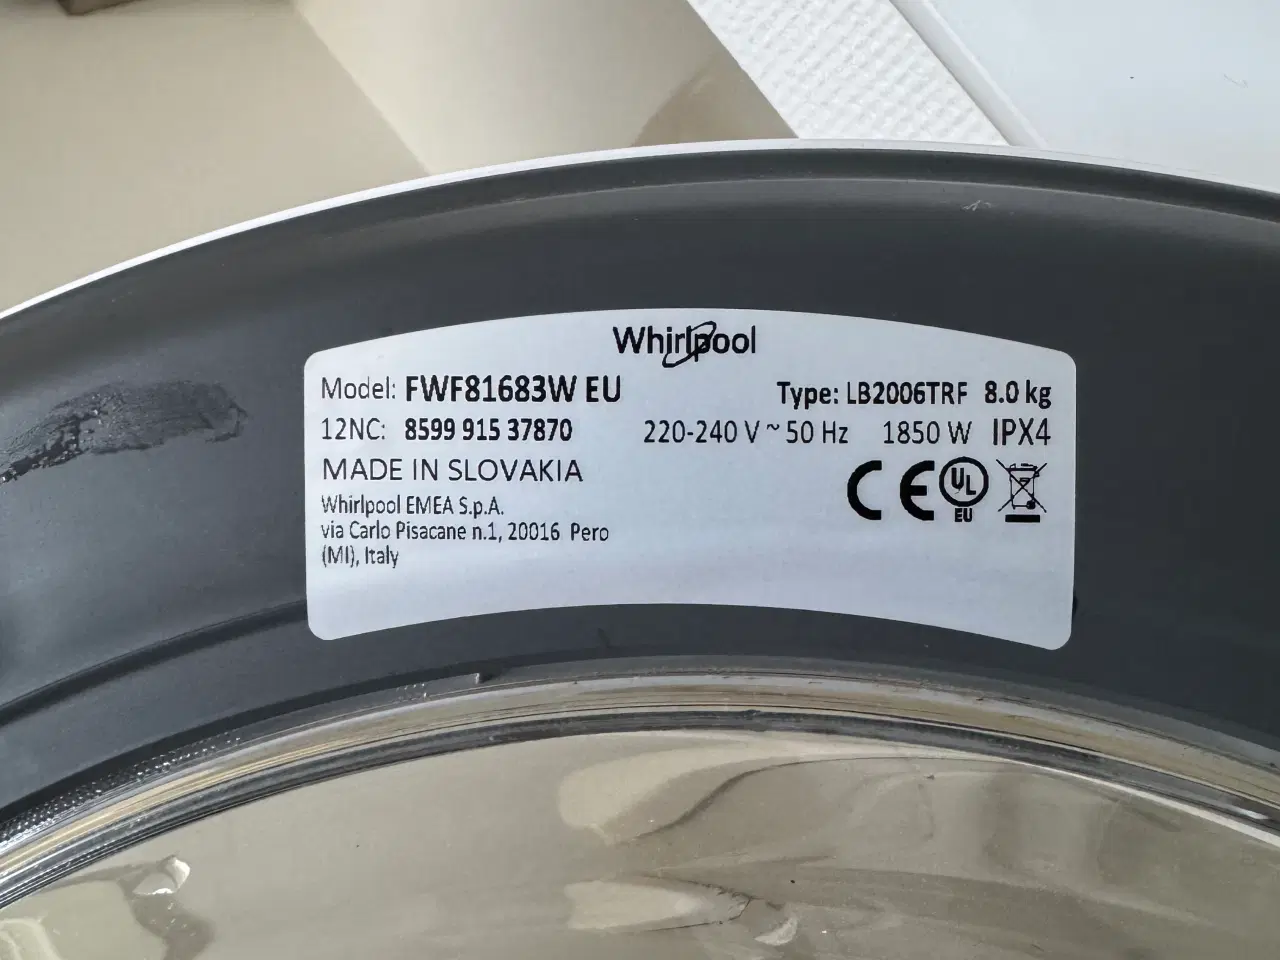 Whirlpool
Model: FWF81683W EU
Type: LB2006TRF 8.0 kg
12NC: 8599 915 37870
220-240 V ~ 50 Hz 1850 W IPX4
MADE IN SLOVAKIA
Whirlpool EMEA S.p.A.
via Carlo Pisacane n.1, 20016 Pero
(MI), Italy
CE
UL
EU